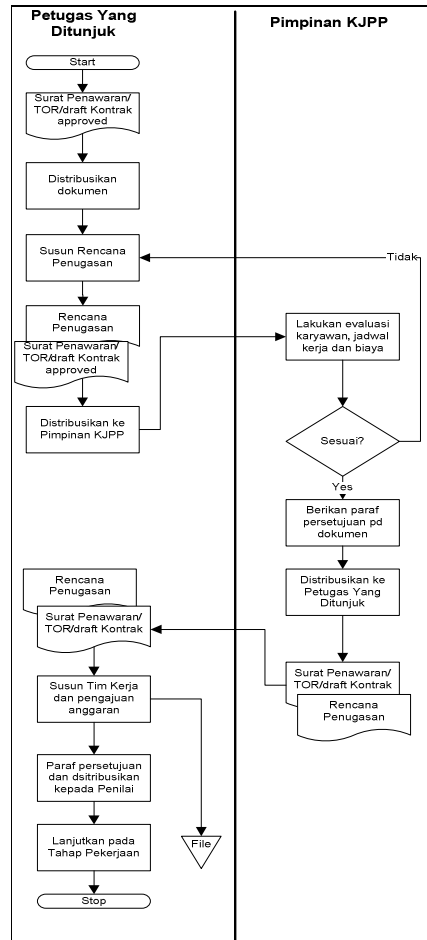 Petugas Yang
Ditunjuk
Pimpinan KJPP
Start
Surat Penawaran/
TOR/draft Kontrak
approved
Distribusikan
dokumen
Susun Rencana
Penugasan
Tidak
Rencana
Penugasan
Surat Penawaran/
TOR/draft Kontrak
approved
Distribusikan ke
Pimpinan KJPP
Lakukan evaluasi
karyawan, jadwal
kerja dan biaya
Sesuai?
Yes
Berikan paraf
persetujuan pd
dokumen
Distribusikan ke
Petugas Yang
Ditunjuk
Surat Penawaran/
TOR/draft Kontrak
Rencana
Penugasan
Rencana
Penugasan
Surat Penawaran/
TOR/draft Kontrak
Susun Tim Kerja
dan pengajuan
anggaran
Paraf persetujuan
dan dsitribusikan
kepada Penilai
File
Lanjutkan pada
Tahap Pekerjaan
Stop